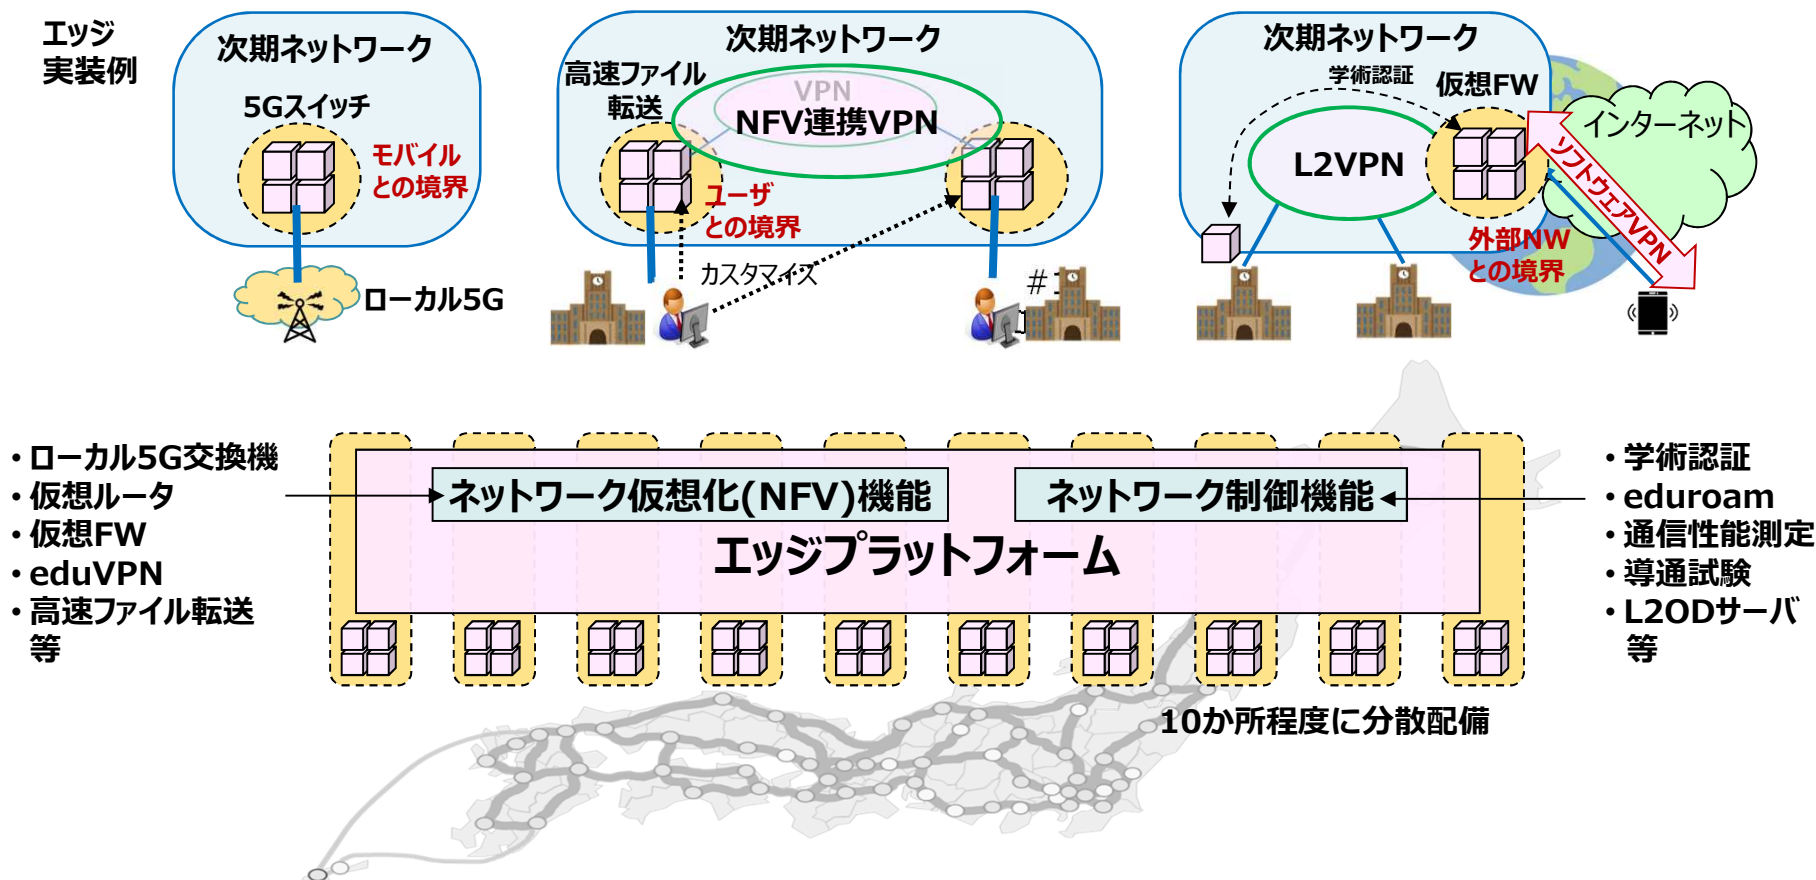 エッジ
実装例
次期ネットワーク
5Gスイッチ
モバイル
との境界
ローカル5G
次期ネットワーク
高速ファイル
転送
VPN
NFV連携VPN
ユーザ
との境界
カスタマイズ
次期ネットワーク
学術認証
仮想FW
L2VPN
インターネット
ソフトウェアVPN
外部NW
との境界
・ローカル5G交換機
・仮想ルータ
・仮想FW
・eduVPN
・高速ファイル転送
等
ネットワーク仮想化(NFV)機能
ネットワーク制御機能
エッジプラットフォーム
・学術認証
・eduroam
・通信性能測定
・導通試験
・L2ODサーバ
等
10か所程度に分散配備